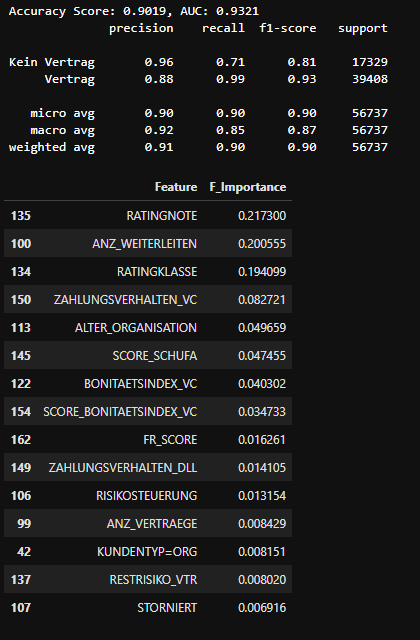 Accuracy Score: 0.9019, AUC: 0.9321
precision recall f1-score support
Kein Vertrag 0.96 0.71 0.81 17329
Vertrag 0.88 0.99 0.93 39408
micro avg 0.90 0.90 0.90 56737
macro avg 0.92 0.85 0.87 56737
weighted avg 0.91 0.90 0.90 56737
Feature F_Importance
135 RATINGNOTE 0.217300
100 ANZ_WEITERLEITEN 0.200555
134 RATINGKLASSE 0.194099
150 ZAHLUNGSVERHALTEN_VC 0.082721
113 ALTER_ORGANISATION 0.049659
145 SCORE_SCHUFA 0.047455
122 BONITAETSINDEX_VC 0.040302
154 SCORE_BONITAETSINDEX_VC 0.034733
162 FR_SCORE 0.016261
149 ZAHLUNGSVERHALTEN_DLL 0.014105
106 RISIKOSTEUERUNG 0.013154
99 ANZ_VERTRAEGE 0.008429
42 KUNDENTYP=ORG 0.008151
137 RESTRISIKO_VTR 0.008020
107 STORNIERT 0.006916